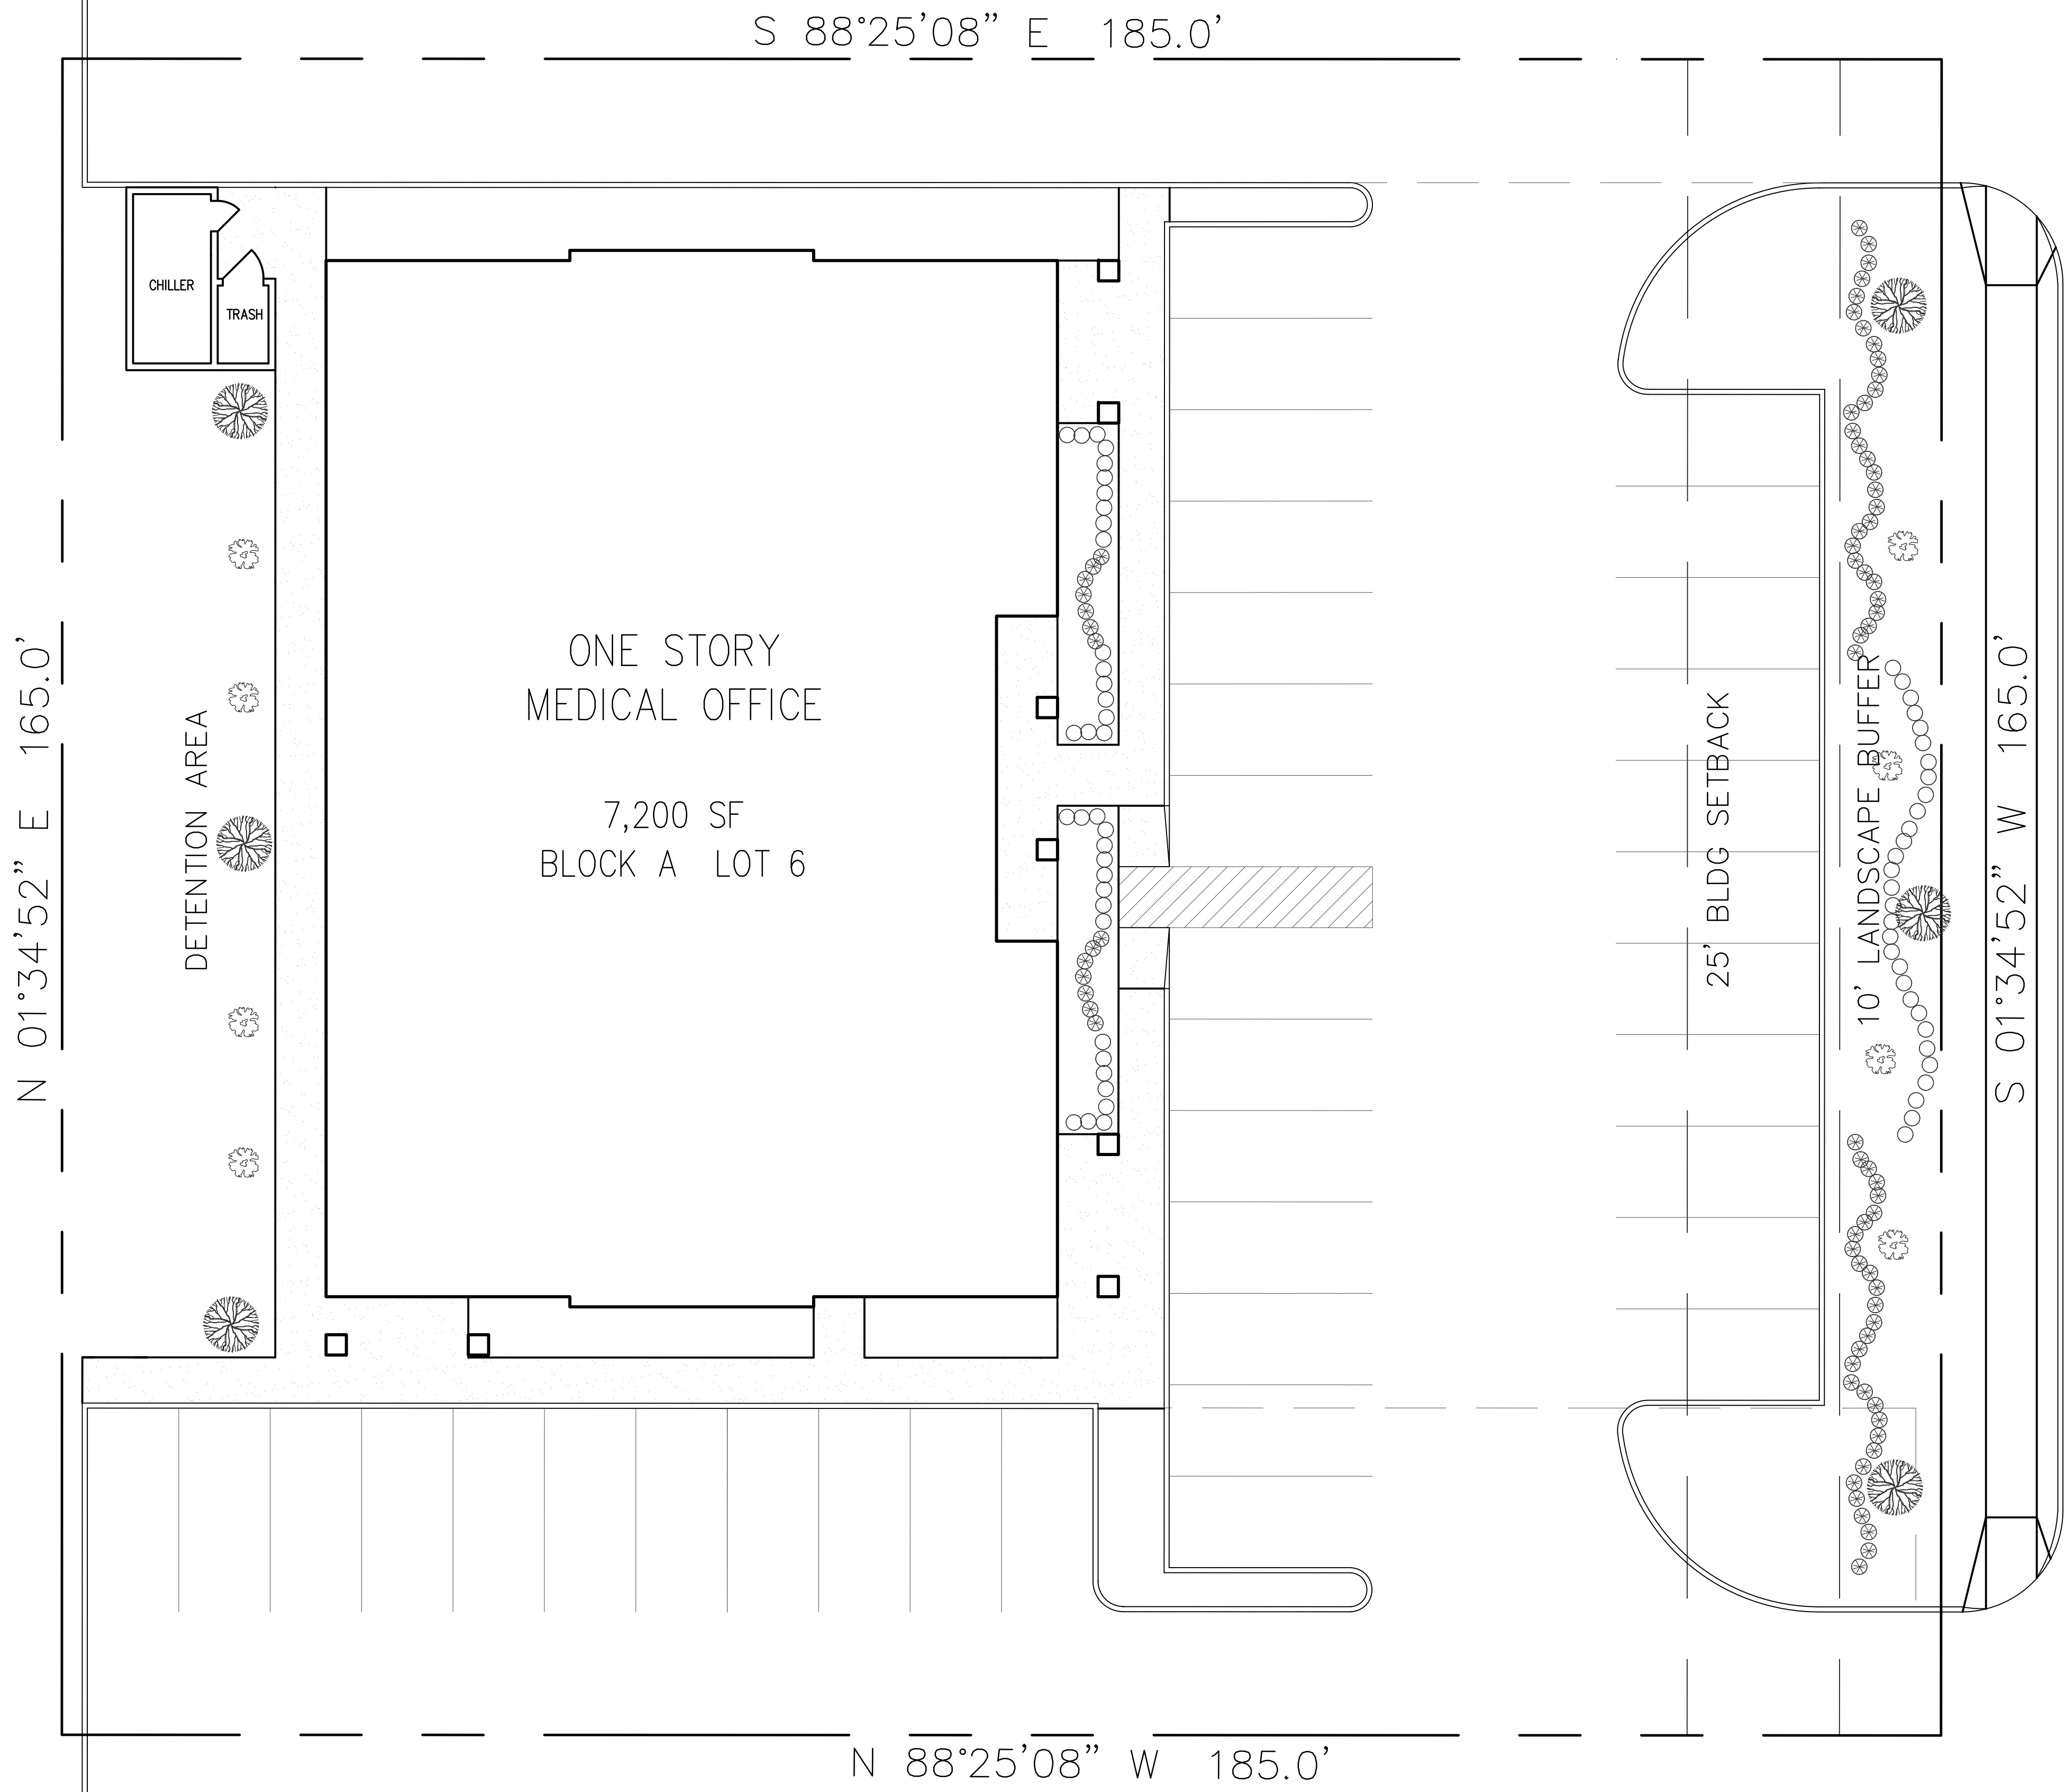 S 88°25'08" E 185.0'
CHILLER
TRASH
ONE STORY
MEDICAL OFFICE
7,200 SF
BLOCK A LOT 6
N 01°34'52" E 165.0'
DETENTION AREA
25' BLDG SETBACK
10' LANDSCAPE BUFFER
S 01°34'52" W 165.0'
N 88°25'08" W 185.0'